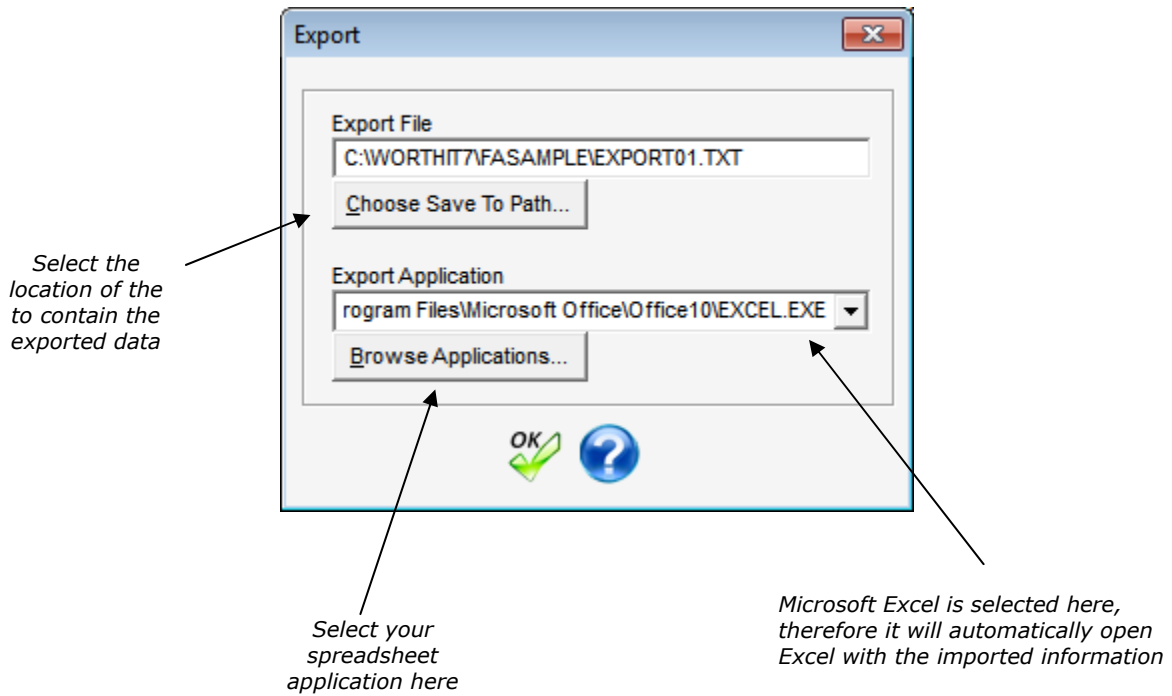 Export
Export File
C:\WORTHIT7\FASAMPLE\EXPORT01.TXT
Choose Save To Path...
Export Application
rogram Files\Microsoft Office\Office10\EXCEL.EXE
Browse Applications...
OK
?
Select the
location of the
to contain the
exported data
Select your
spreadsheet
application here
Microsoft Excel is selected here,
therefore it will automatically open
Excel with the imported information